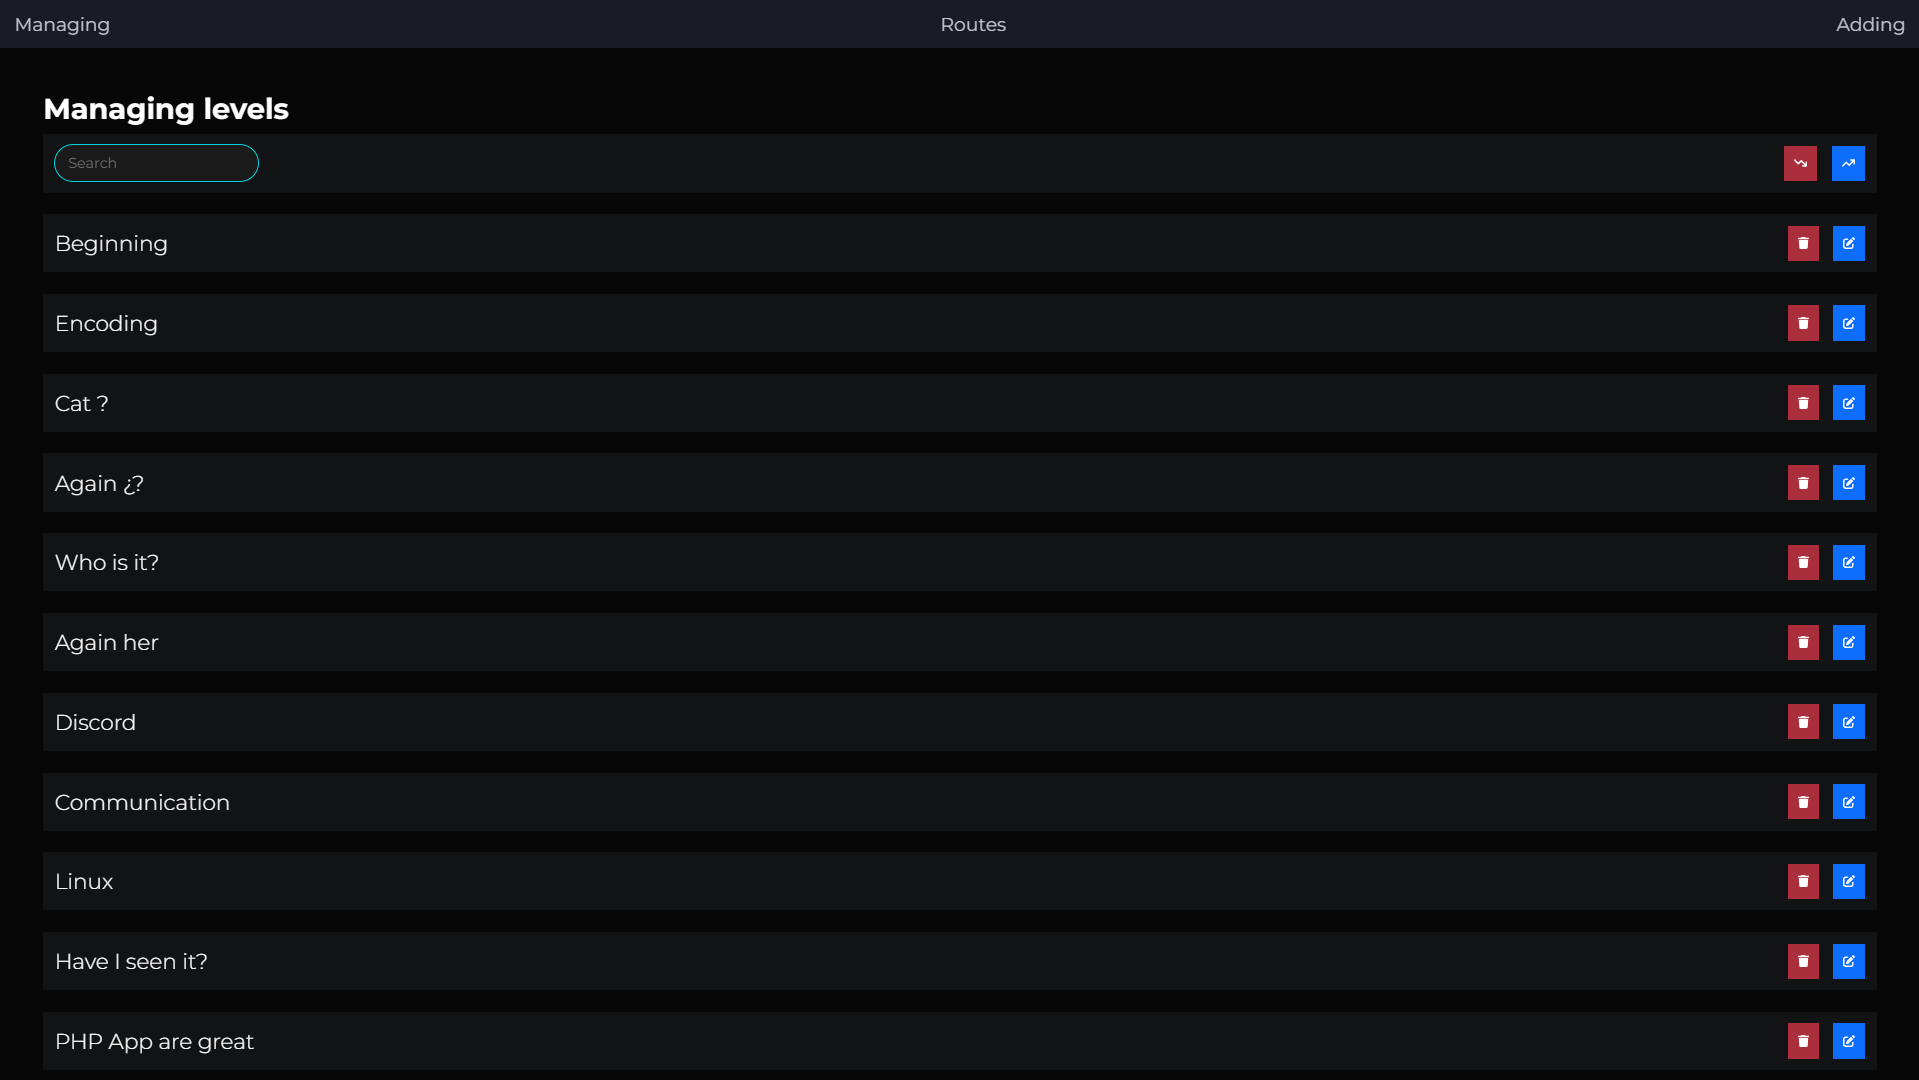 Managing
Routes
Adding
Managing levels
Search
Beginning
Encoding
Cat ?
Again ¿?
Who is it?
Again her
Discord
Communication
Linux
Have I seen it?
PHP App are great